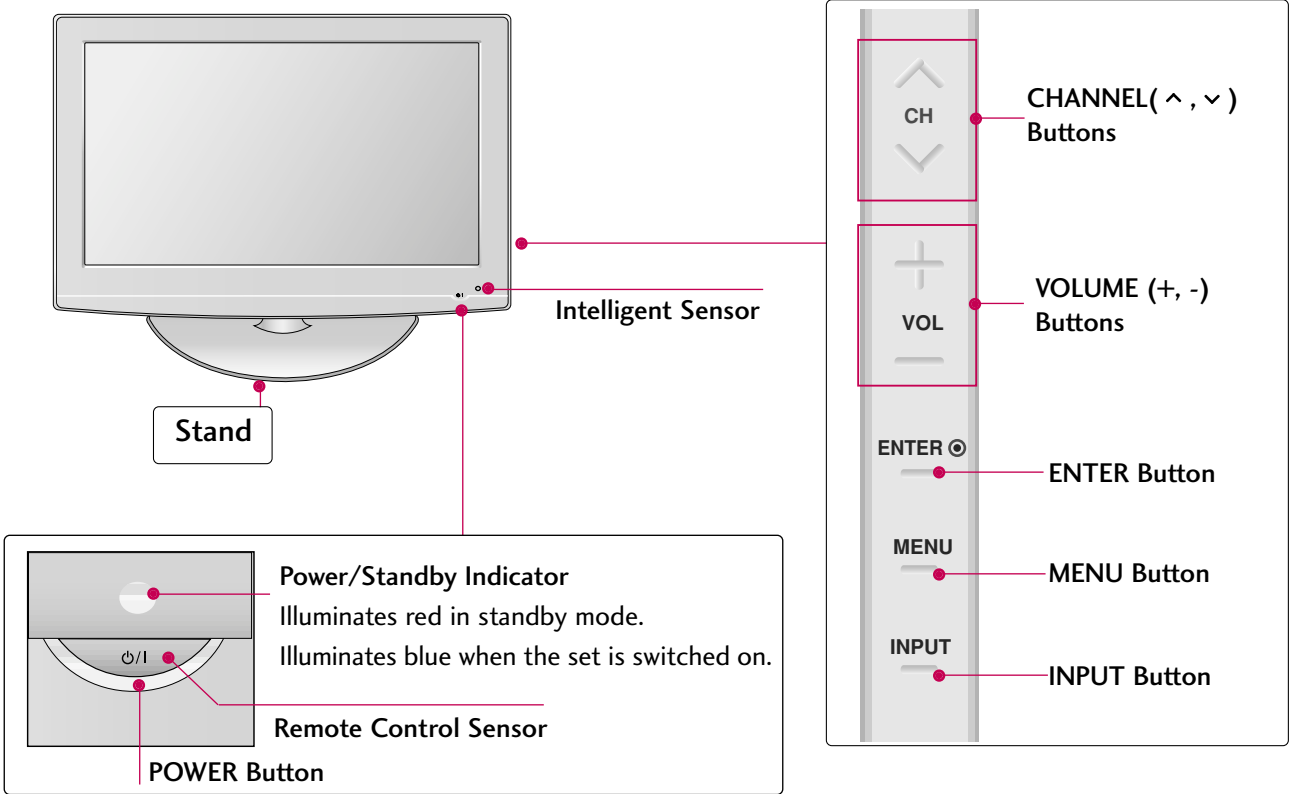 Intelligent Sensor
Stand
Power/Standby Indicator
Illuminates red in standby mode.
Illuminates blue when the set is switched on.
⏻/I
Remote Control Sensor
POWER Button
CH
CHANNEL( ^ , ⌄ )
Buttons
VOL
VOLUME (+, -)
Buttons
ENTER ⦿
ENTER Button
MENU
MENU Button
INPUT
INPUT Button